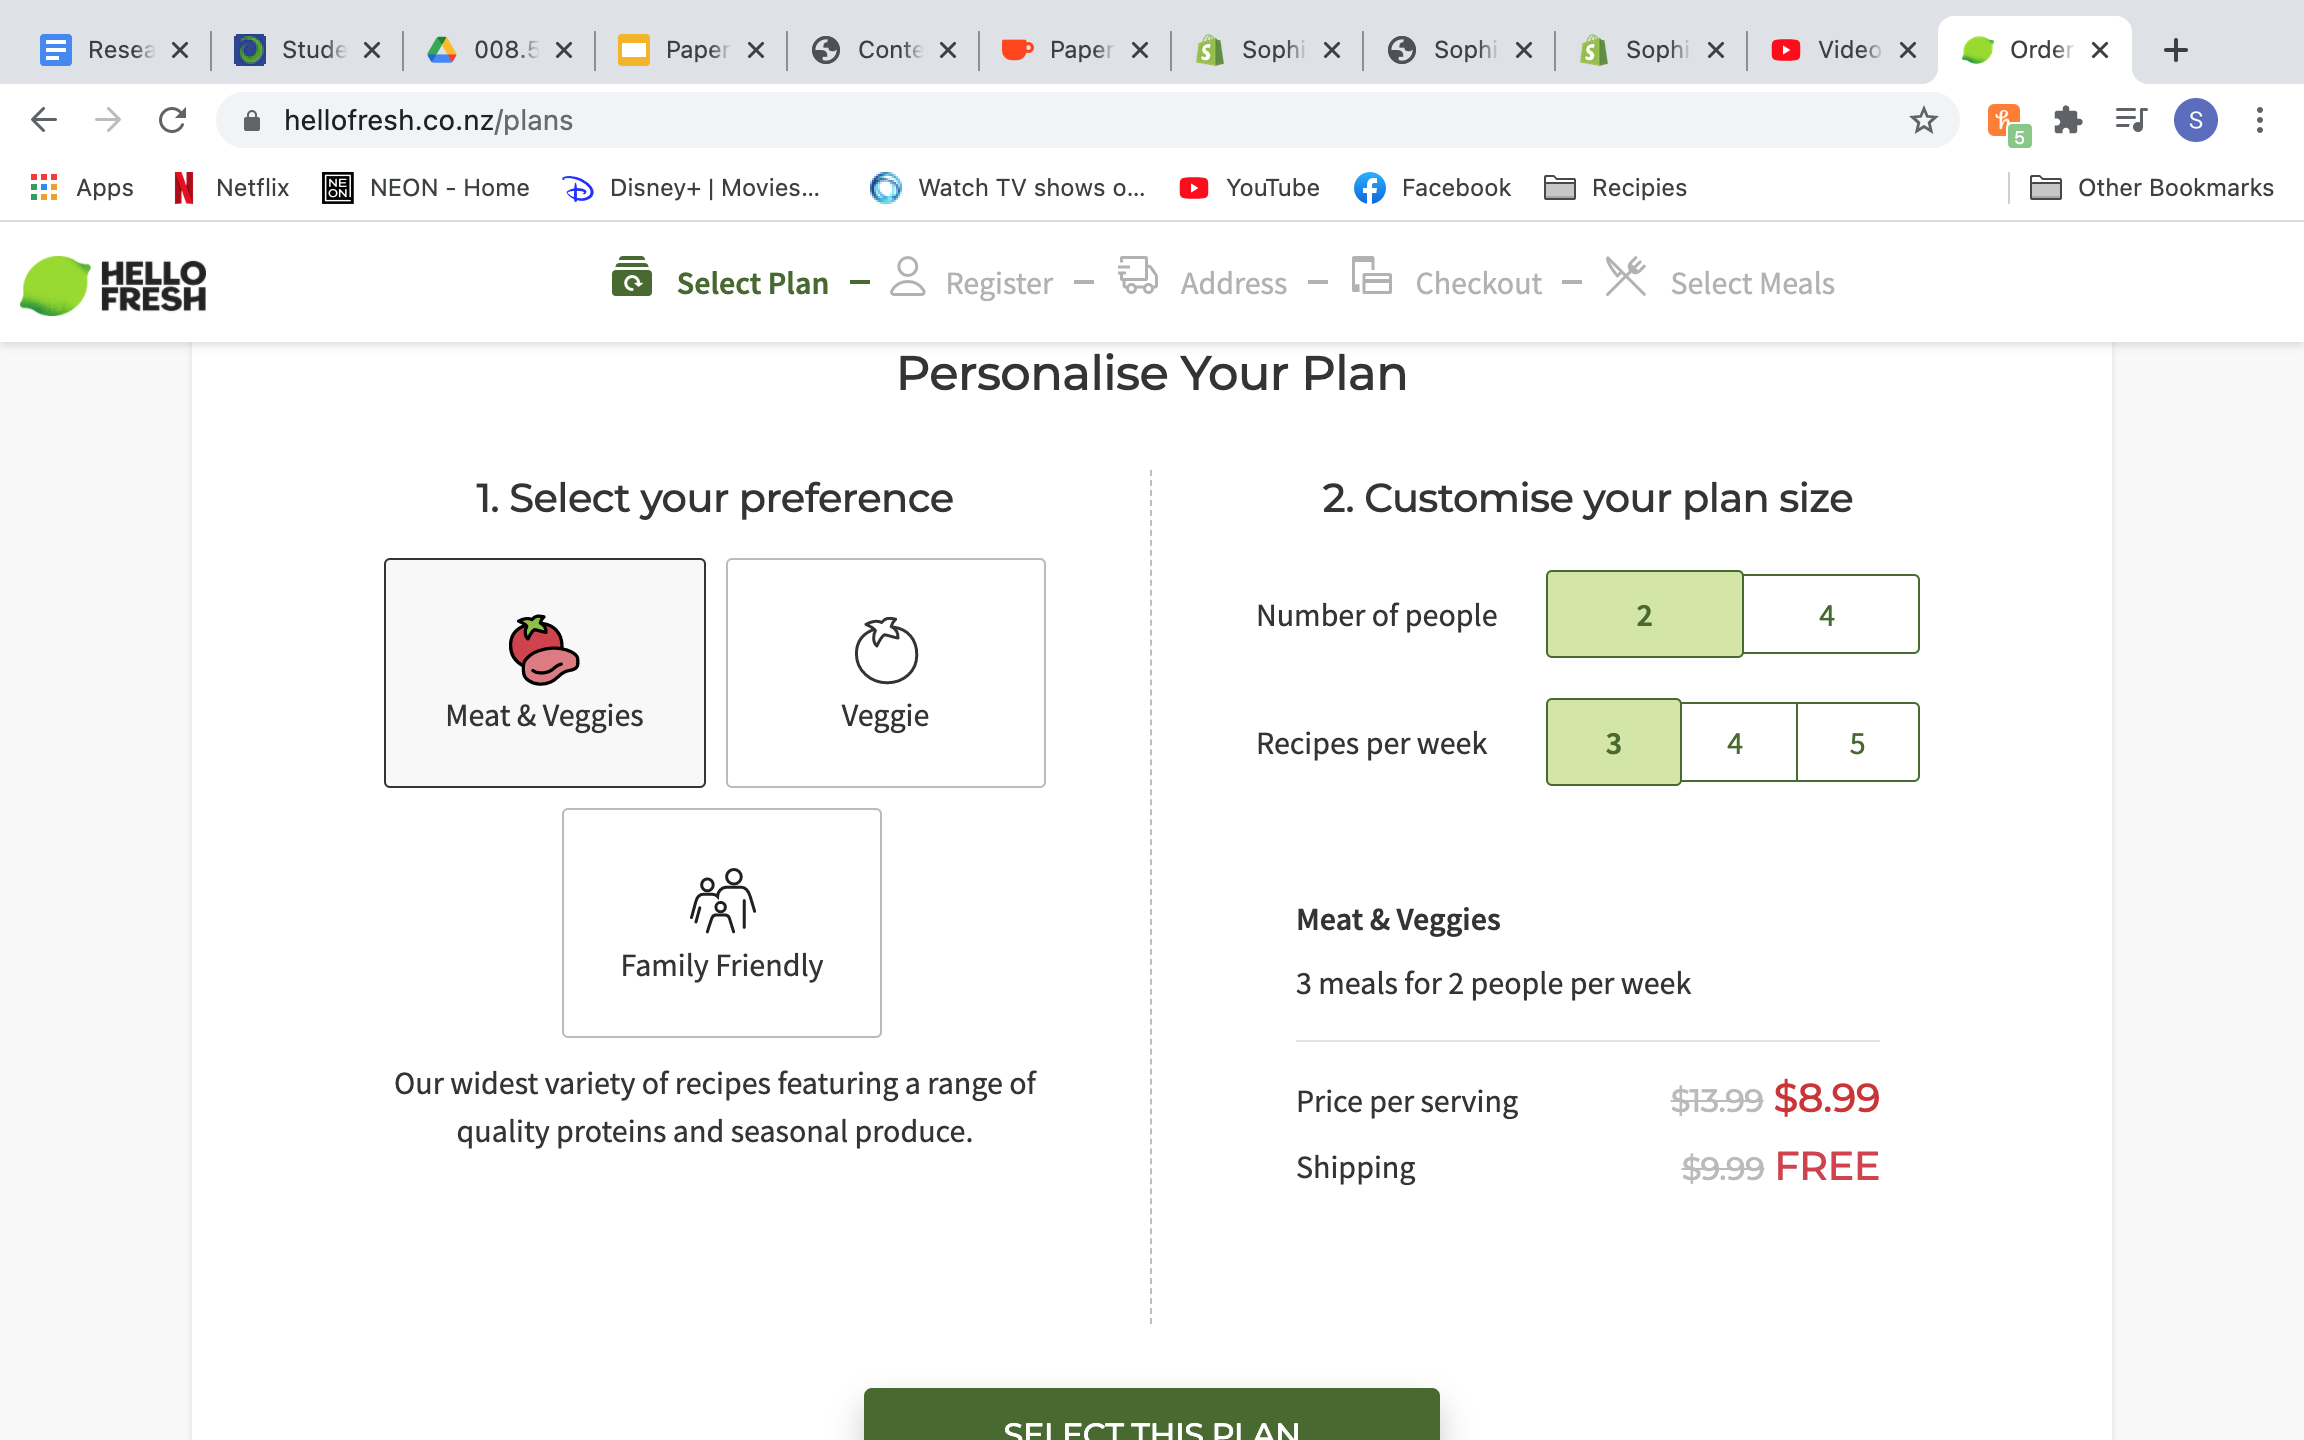 Resea
Stude
008.5
Paper
Conte
Paper
Sophi
Sophi
Sophi
Video
Order
hellofresh.co.nz/plans
5
S
Apps
Netflix
NEON - Home
Disney+ | Movies...
Watch TV shows o...
YouTube
Facebook
Recipies
Other Bookmarks
HELLO
FRESH
Select Plan
Register
Address
Checkout
Select Meals
Personalise Your Plan
1. Select your preference
Meat & Veggies
Veggie
Family Friendly
Our widest variety of recipes featuring a range of
quality proteins and seasonal produce.
2. Customise your plan size
Number of people 2 4
Recipes per week 3 4 5
Meat & Veggies
3 meals for 2 people per week
Price per serving $13.99 $8.99
Shipping $9.99 FREE
SELECT THIS PLAN